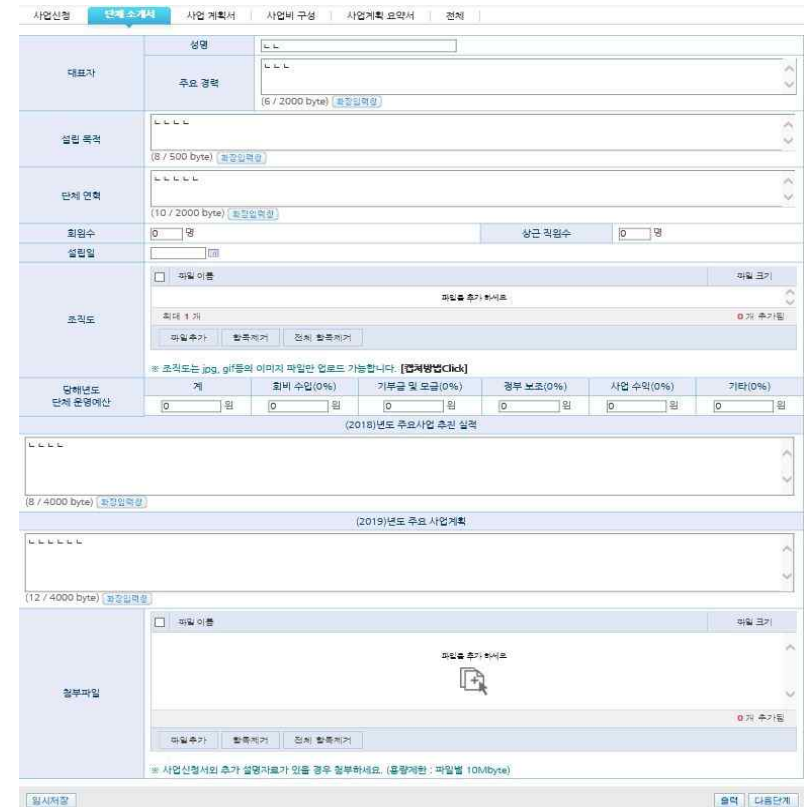 사업신청 단체 소개서 사업 계획서 사업비 구성 사업계획 요약서 전체
대표자
성명
ㄴㄴ
주요 경력
ㄴㄴㄴ
(6 / 2000 byte) 확장입력창
설립 목적
ㄴㄴㄴㄴ
(8 / 500 byte) 확장입력창
단체 연혁
ㄴㄴㄴㄴㄴ
(10 / 2000 byte) 확장입력창
회원수 0 명 상근 직원수 0 명
설립일
조직도
파일 이름 파일 크기
파일을 추가 하세요
최대 1 개 0 개 추가됨
파일추가 항목제거 전체 항목제거
※ 조직도는 jpg, gif등의 이미지 파일만 업로드 가능합니다. [캡처방법Click]
당해년도
단체 운영예산
계 회비 수입(0%) 기부금 및 모금(0%) 정부 보조(0%) 사업 수익(0%) 기타(0%)
0 원 0 원 0 원 0 원 0 원 0 원
(2018)년도 주요사업 추진 실적
ㄴㄴㄴㄴ
(8 / 4000 byte) 확장입력창
(2019)년도 주요 사업계획
ㄴㄴㄴㄴㄴㄴ
(12 / 4000 byte) 확장입력창
첨부파일
파일 이름 파일 크기
파일을 추가 하세요
0 개 추가됨
파일추가 항목제거 전체 항목제거
※ 사업신청서외 추가 설명자료가 있을 경우 첨부하세요. (용량제한 : 파일별 10Mbyte)
임시저장 출력 다음단계